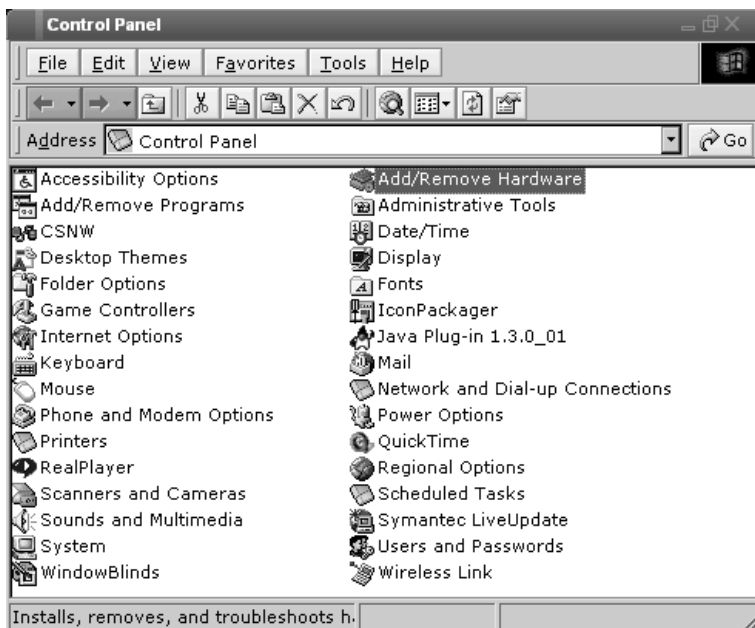 Control Panel
File Edit View Favorites Tools Help
Address Control Panel Go
Accessibility Options Add/Remove Hardware
Add/Remove Programs Administrative Tools
CSNW Date/Time
Desktop Themes Display
Folder Options Fonts
Game Controllers IconPackager
Internet Options Java Plug-in 1.3.0_01
Keyboard Mail
Mouse Network and Dial-up Connections
Phone and Modem Options Power Options
Printers QuickTime
RealPlayer Regional Options
Scanners and Cameras Scheduled Tasks
Sounds and Multimedia Symantec LiveUpdate
System Users and Passwords
WindowBlinds Wireless Link
Installs, removes, and troubleshoots h